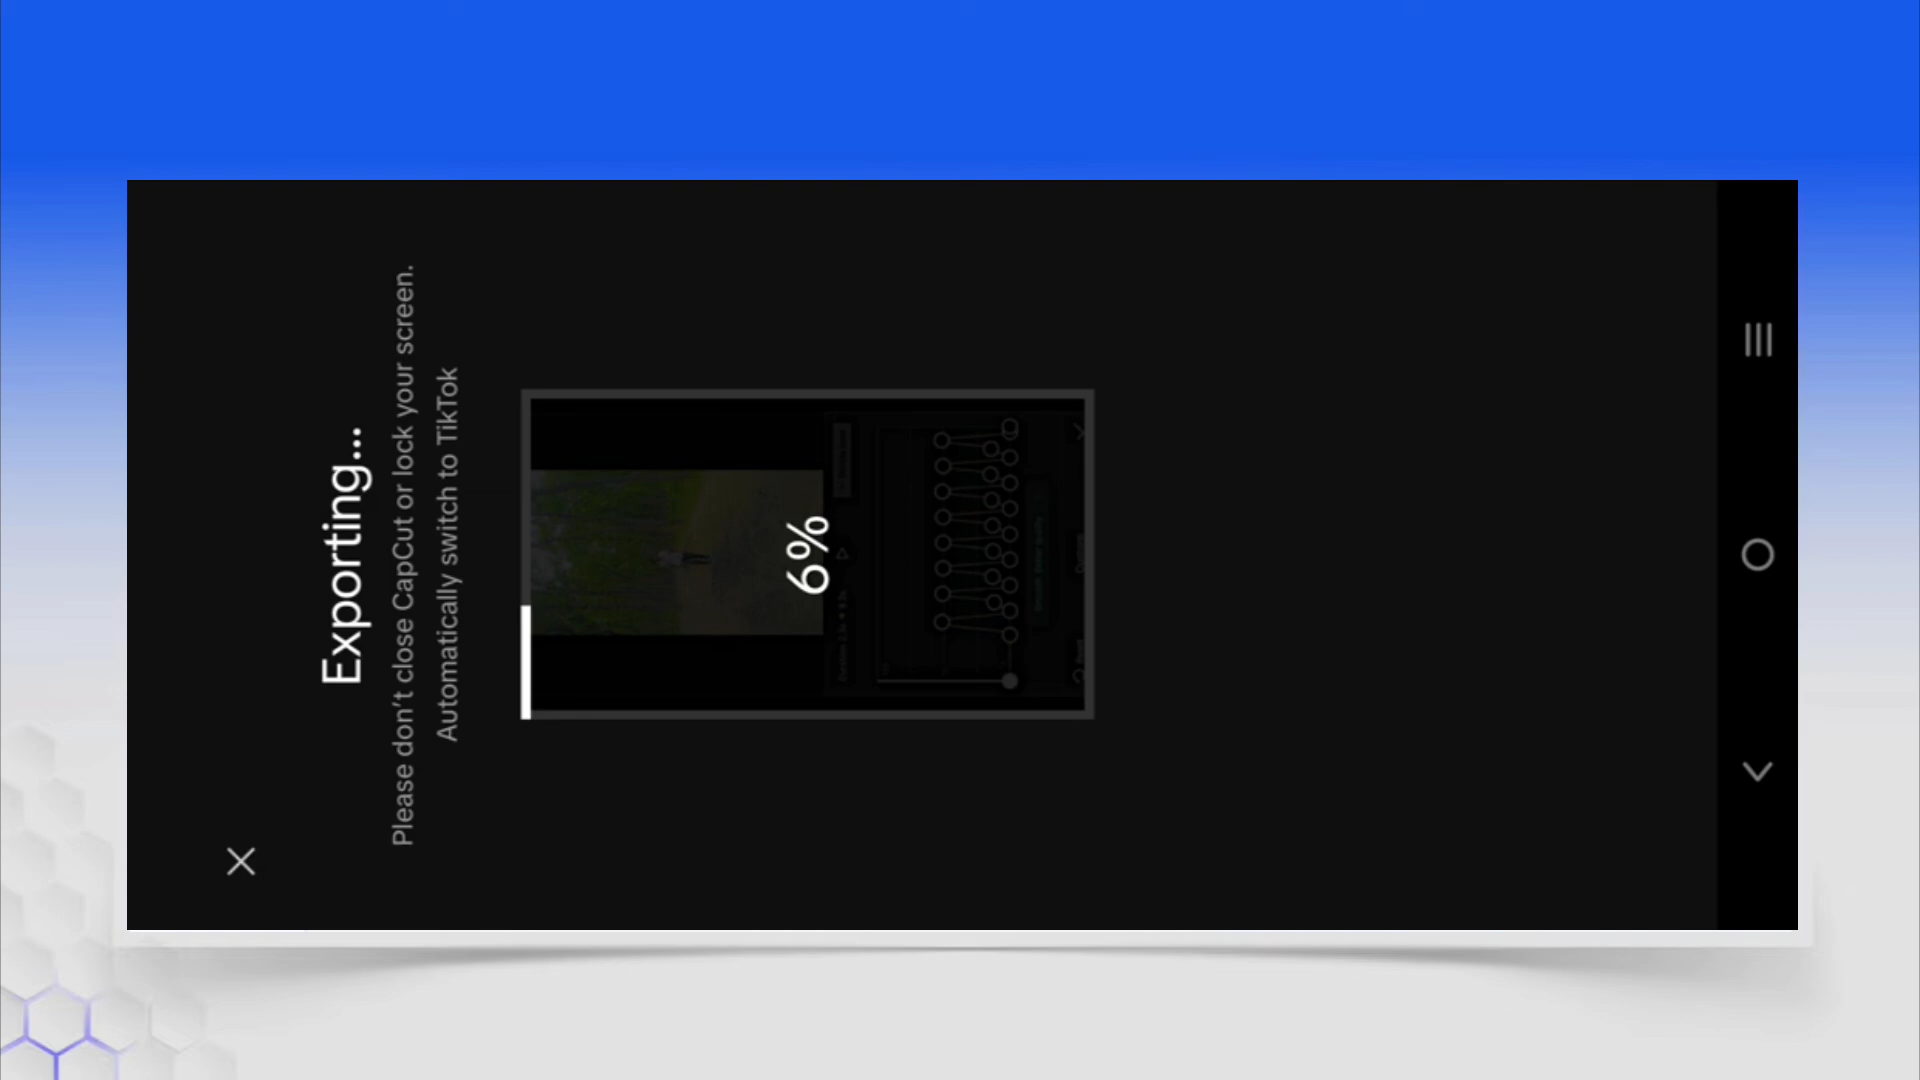 Exporting...
Please don't close CapCut or lock your screen.
Automatically switch to TikTok
6%